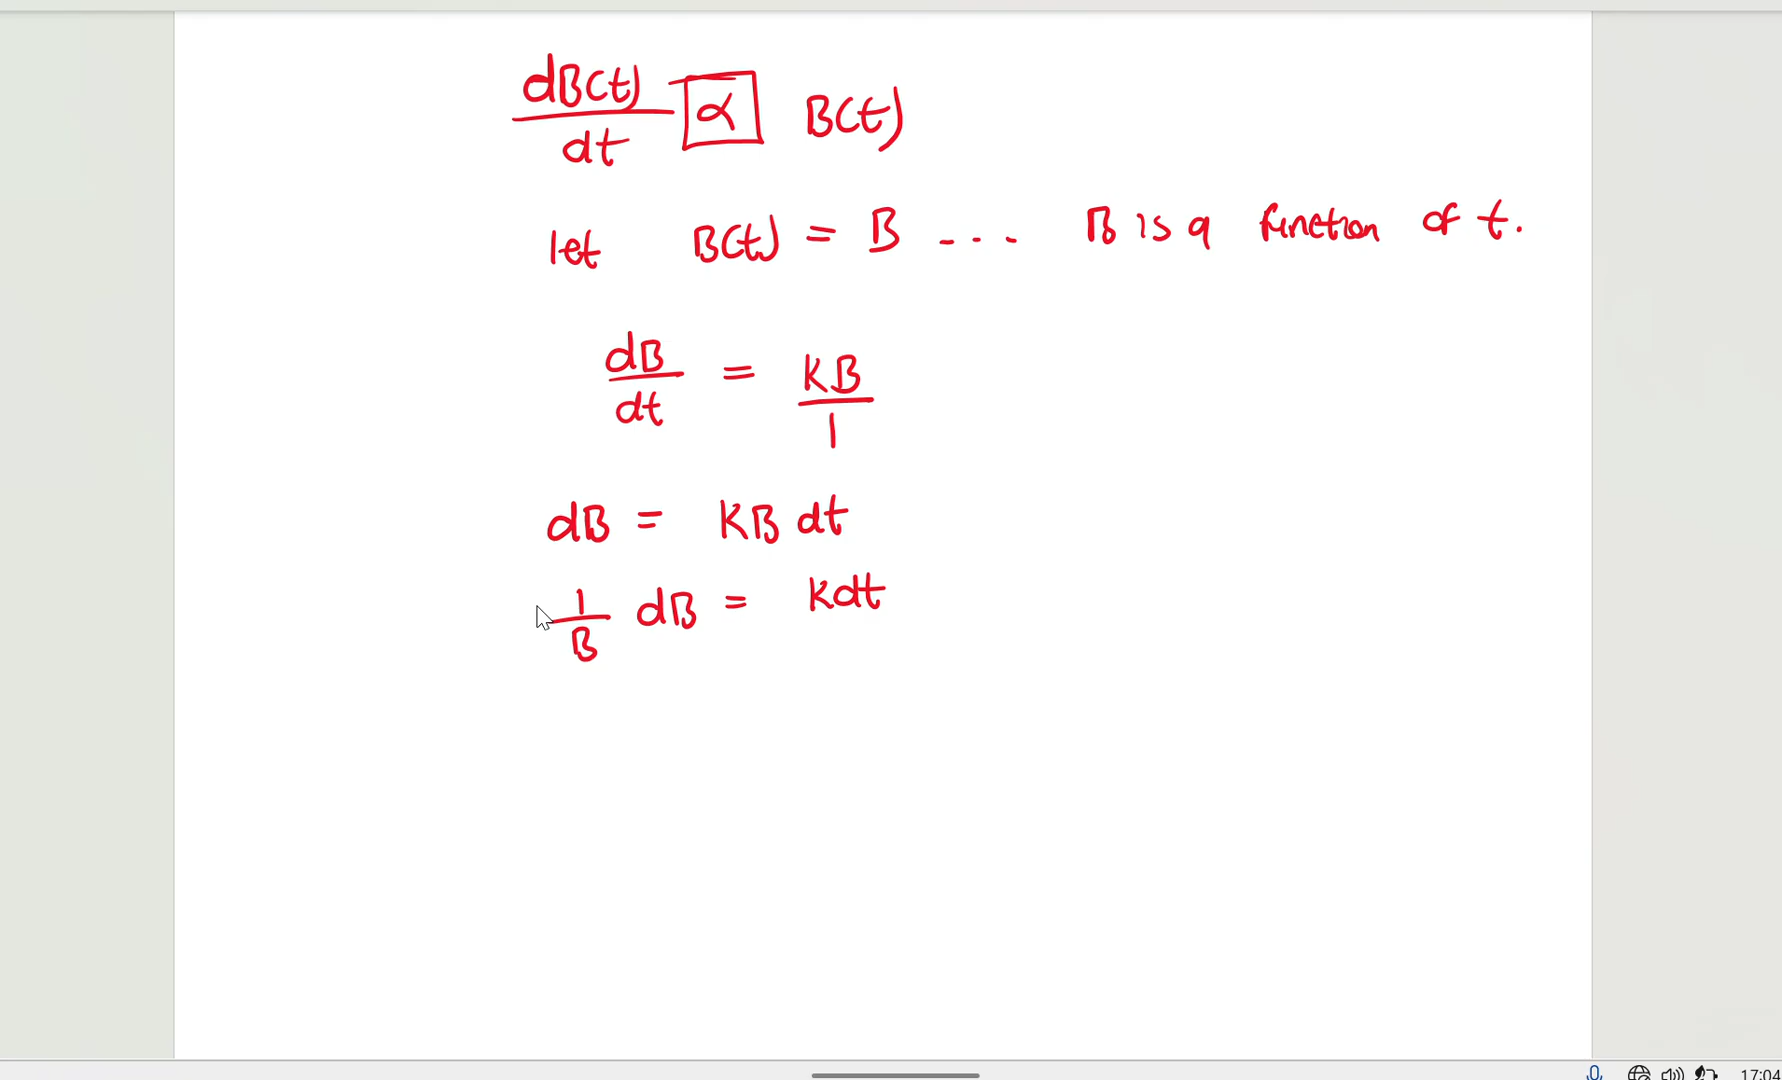 dB(t)/dt ∝ B(t)
let B(t) = B ... B is a function of t.
dB/dt = KB/1
dB = KB dt
1/B dB = Kdt
17:04